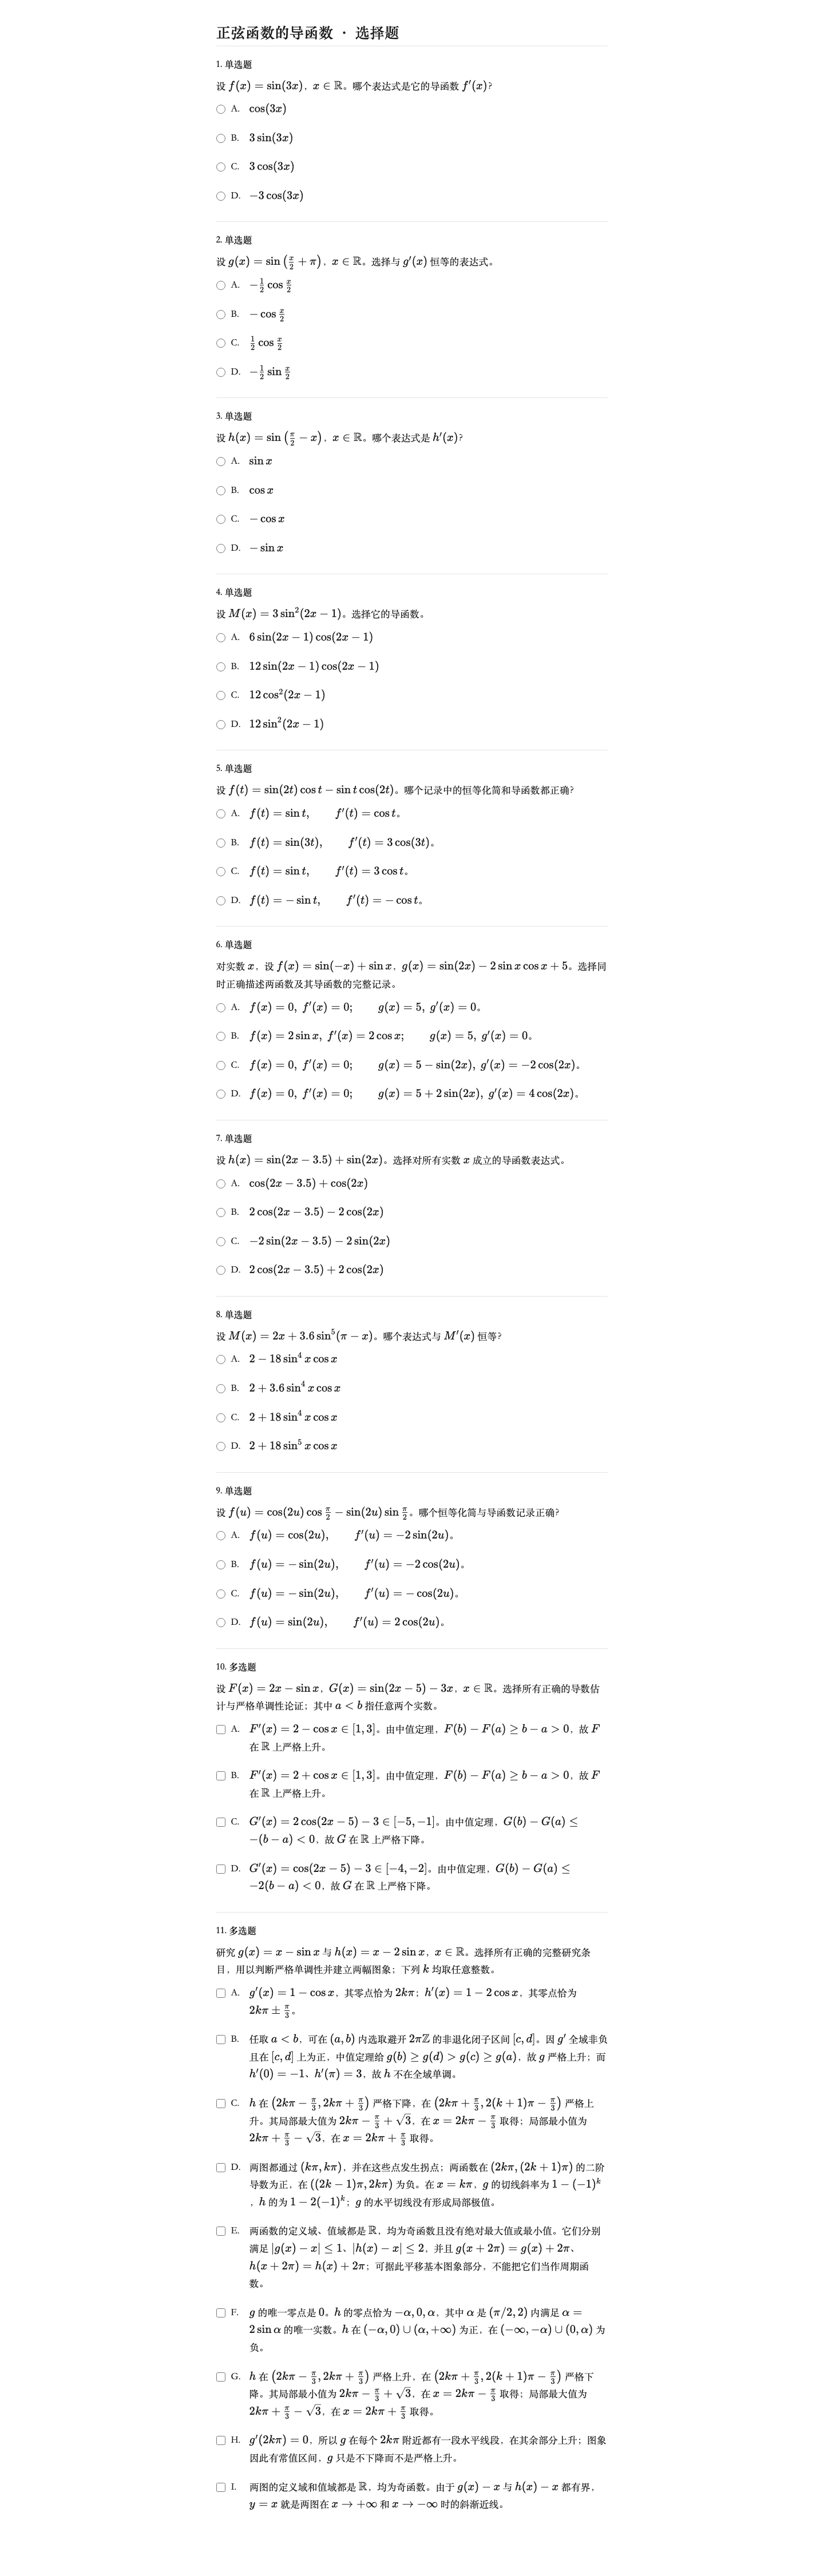 正弦函数的导函数 · 选择题
1. 单选题
设 f(x) = sin(3x)，x ∈ ℝ。哪个表达式是它的导函数 f′(x)?
A. cos(3x)
B. 3 sin(3x)
C. 3 cos(3x)
D. −3 cos(3x)
2. 单选题
设 g(x) = sin (x/2 + π)，x ∈ ℝ。选择与 g′(x) 恒等的表达式。
A. −1/2 cos x/2
B. − cos x/2
C. 1/2 cos x/2
D. −1/2 sin x/2
3. 单选题
设 h(x) = sin (π/2 − x)，x ∈ ℝ。哪个表达式是 h′(x)?
A. sin x
B. cos x
C. − cos x
D. − sin x
4. 单选题
设 M(x) = 3 sin²(2x − 1)。选择它的导函数。
A. 6 sin(2x − 1) cos(2x − 1)
B. 12 sin(2x − 1) cos(2x − 1)
C. 12 cos²(2x − 1)
D. 12 sin²(2x − 1)
5. 单选题
设 f(t) = sin(2t) cos t − sin t cos(2t)。哪个记录中的恒等化简和导函数都正确?
A. f(t) = sin t, f′(t) = cos t。
B. f(t) = sin(3t), f′(t) = 3 cos(3t)。
C. f(t) = sin t, f′(t) = 3 cos t。
D. f(t) = − sin t, f′(t) = − cos t。
6. 单选题
对实数 x，设 f(x) = sin(−x) + sin x，g(x) = sin(2x) − 2 sin x cos x + 5。选择同
时正确描述两函数及其导函数的完整记录。
A. f(x) = 0, f′(x) = 0; g(x) = 5, g′(x) = 0。
B. f(x) = 2 sin x, f′(x) = 2 cos x; g(x) = 5, g′(x) = 0。
C. f(x) = 0, f′(x) = 0; g(x) = 5 − sin(2x), g′(x) = −2 cos(2x)。
D. f(x) = 0, f′(x) = 0; g(x) = 5 + 2 sin(2x), g′(x) = 4 cos(2x)。
7. 单选题
设 h(x) = sin(2x − 3.5) + sin(2x)。选择对所有实数 x 成立的导函数表达式。
A. cos(2x − 3.5) + cos(2x)
B. 2 cos(2x − 3.5) − 2 cos(2x)
C. −2 sin(2x − 3.5) − 2 sin(2x)
D. 2 cos(2x − 3.5) + 2 cos(2x)
8. 单选题
设 M(x) = 2x + 3.6 sin⁵(π − x)。哪个表达式与 M′(x) 恒等?
A. 2 − 18 sin⁴ x cos x
B. 2 + 3.6 sin⁴ x cos x
C. 2 + 18 sin⁴ x cos x
D. 2 + 18 sin⁵ x cos x
9. 单选题
设 f(u) = cos(2u) cos π/2 − sin(2u) sin π/2。哪个恒等化简与导函数记录正确?
A. f(u) = cos(2u), f′(u) = −2 sin(2u)。
B. f(u) = − sin(2u), f′(u) = −2 cos(2u)。
C. f(u) = − sin(2u), f′(u) = − cos(2u)。
D. f(u) = sin(2u), f′(u) = 2 cos(2u)。
10. 多选题
设 F(x) = 2x − sin x，G(x) = sin(2x − 5) − 3x，x ∈ ℝ。选择所有正确的导数估
计与严格单调性论证；其中 a < b 指任意两个实数。
A. F′(x) = 2 − cos x ∈ [1, 3]。由中值定理，F(b) − F(a) ≥ b − a > 0，故 F
在 ℝ 上严格上升。
B. F′(x) = 2 + cos x ∈ [1, 3]。由中值定理，F(b) − F(a) ≥ b − a > 0，故 F
在 ℝ 上严格上升。
C. G′(x) = 2 cos(2x − 5) − 3 ∈ [−5, −1]。由中值定理，G(b) − G(a) ≤
−(b − a) < 0，故 G 在 ℝ 上严格下降。
D. G′(x) = cos(2x − 5) − 3 ∈ [−4, −2]。由中值定理，G(b) − G(a) ≤
−2(b − a) < 0，故 G 在 ℝ 上严格下降。
11. 多选题
研究 g(x) = x − sin x 与 h(x) = x − 2 sin x，x ∈ ℝ。选择所有正确的完整研究条
目，用以判断严格单调性并建立两幅图象；下列 k 均取任意整数。
A. g′(x) = 1 − cos x，其零点恰为 2kπ；h′(x) = 1 − 2 cos x，其零点恰为
2kπ ± π/3。
B. 任取 a < b，可在 (a, b) 内选取避开 2πℤ 的非退化闭子区间 [c, d]。因 g′ 全域非负
且在 [c, d] 上为正，中值定理给 g(b) ≥ g(d) > g(c) ≥ g(a)，故 g 严格上升；而
h′(0) = −1、h′(π) = 3，故 h 不在全域单调。
C. h 在 (2kπ − π/3, 2kπ + π/3) 严格下降，在 (2kπ + π/3, 2(k + 1)π − π/3) 严格上
升。其局部最大值为 2kπ − π/3 + √3，在 x = 2kπ − π/3 取得；局部最小值为
2kπ + π/3 − √3，在 x = 2kπ + π/3 取得。
D. 两图都通过 (kπ, kπ)，并在这些点发生拐点；两函数在 (2kπ, (2k + 1)π) 的二阶
导数为正，在 ((2k − 1)π, 2kπ) 为负。在 x = kπ，g 的切线斜率为 1 − (−1)ᵏ
，h 的为 1 − 2(−1)ᵏ；g 的水平切线没有形成局部极值。
E. 两函数的定义域、值域都是 ℝ，均为奇函数且没有绝对最大值或最小值。它们分别
满足 |g(x) − x| ≤ 1、|h(x) − x| ≤ 2，并且 g(x + 2π) = g(x) + 2π、
h(x + 2π) = h(x) + 2π；可据此平移基本图象部分，不能把它们当作周期函
数。
F. g 的唯一零点是 0。h 的零点恰为 −α, 0, α，其中 α 是 (π/2, 2) 内满足 α =
2 sin α 的唯一实数。h 在 (−α, 0) ∪ (α, +∞) 为正，在 (−∞, −α) ∪ (0, α) 为
负。
G. h 在 (2kπ − π/3, 2kπ + π/3) 严格上升，在 (2kπ + π/3, 2(k + 1)π − π/3) 严格下
降。其局部最小值为 2kπ − π/3 + √3，在 x = 2kπ − π/3 取得；局部最大值为
2kπ + π/3 − √3，在 x = 2kπ + π/3 取得。
H. g′(2kπ) = 0，所以 g 在每个 2kπ 附近都有一段水平线段，在其余部分上升；图象
因此有常值区间，g 只是不下降而不是严格上升。
I. 两图的定义域和值域都是 ℝ，均为奇函数。由于 g(x) − x 与 h(x) − x 都有界，
y = x 就是两图在 x → +∞ 和 x → −∞ 时的斜渐近线。